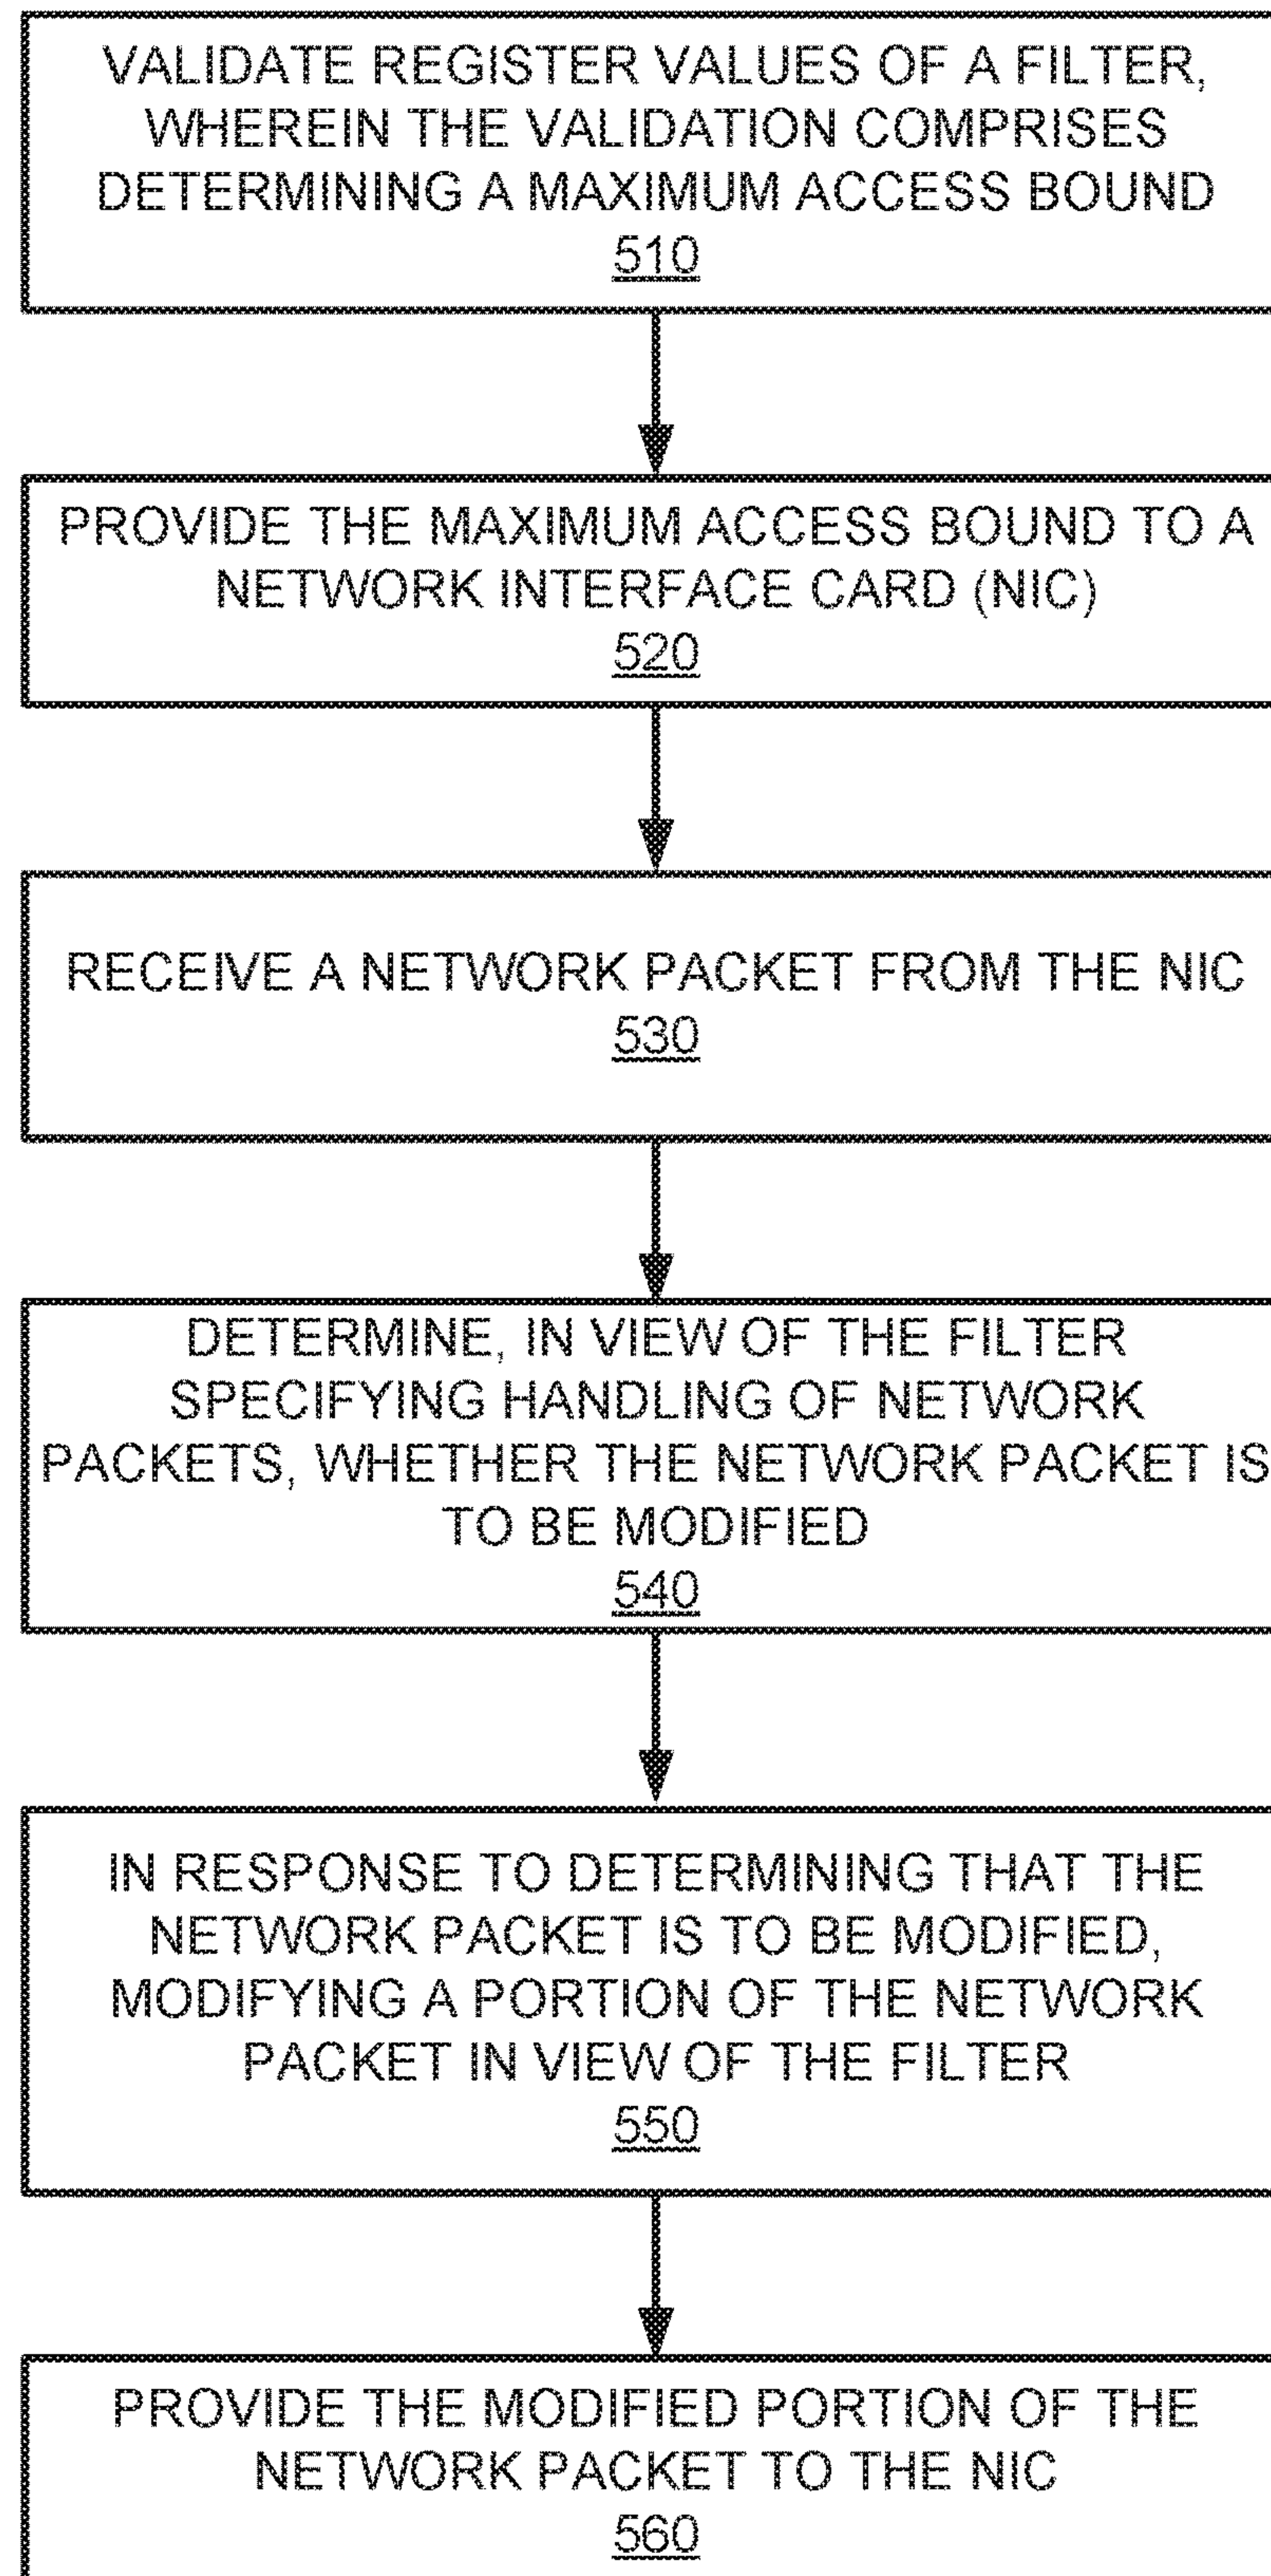 VALIDATE REGISTER VALUES OF A FILTER,
WHEREIN THE VALIDATION COMPRISES
DETERMINING A MAXIMUM ACCESS BOUND
510
PROVIDE THE MAXIMUM ACCESS BOUND TO A
NETWORK INTERFACE CARD (NIC)
520
RECEIVE A NETWORK PACKET FROM THE NIC
530
DETERMINE, IN VIEW OF THE FILTER
SPECIFYING HANDLING OF NETWORK
PACKETS, WHETHER THE NETWORK PACKET IS
TO BE MODIFIED
540
IN RESPONSE TO DETERMINING THAT THE
NETWORK PACKET IS TO BE MODIFIED,
MODIFYING A PORTION OF THE NETWORK
PACKET IN VIEW OF THE FILTER
550
PROVIDE THE MODIFIED PORTION OF THE
NETWORK PACKET TO THE NIC
560